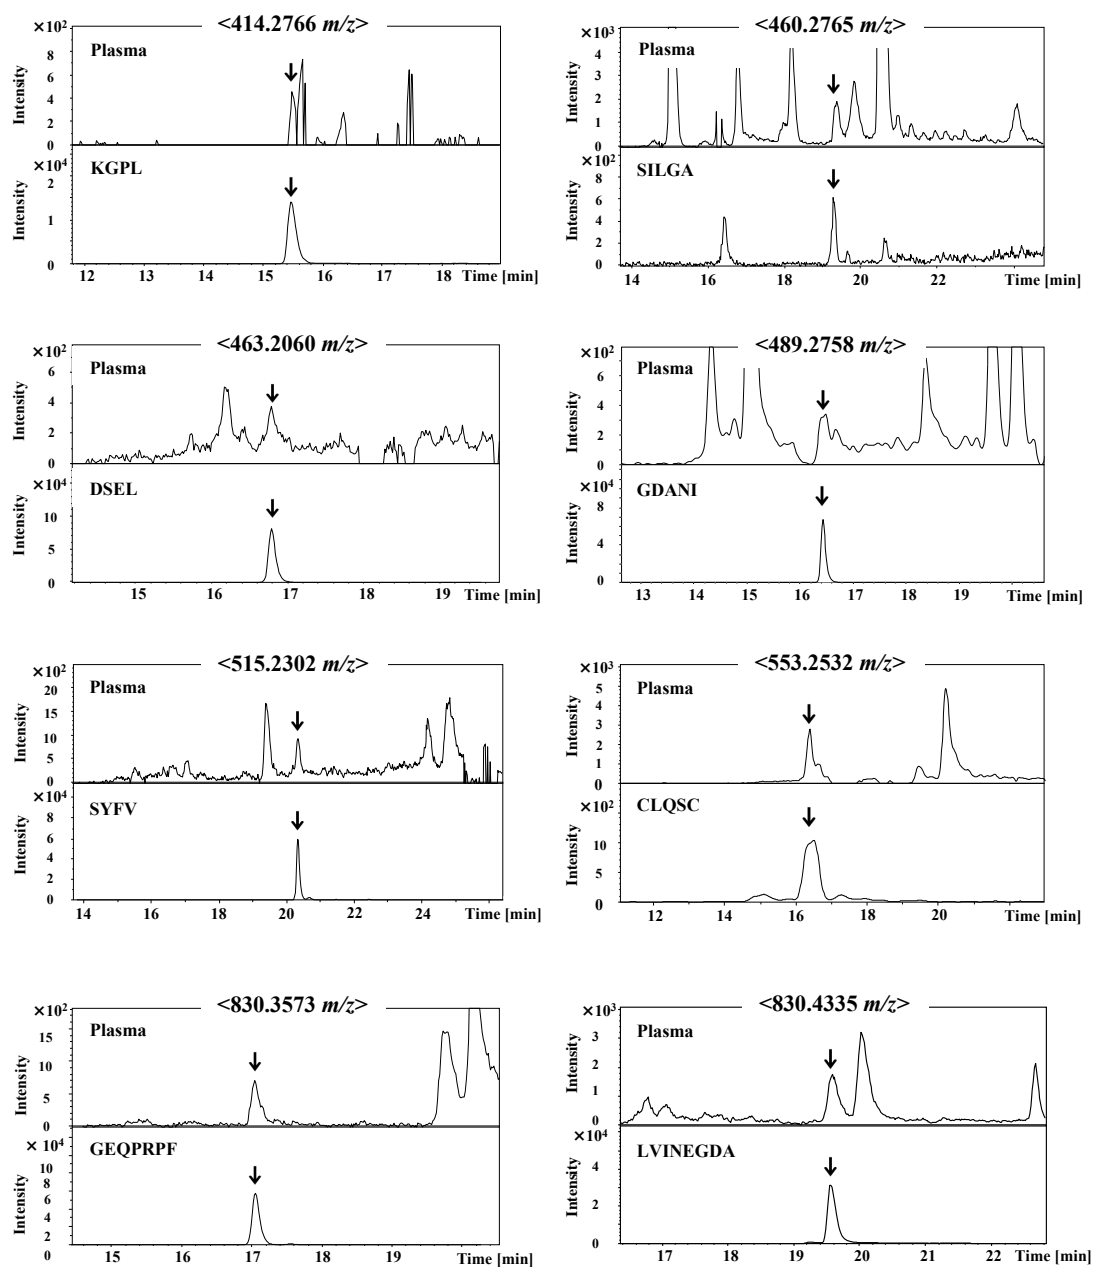 <414.2766 m/z>
×10²
Plasma
8
6
4
2
0
Intensity
×10⁴
KGPL
2
1
0
Intensity
12 13 14 15 16 17 18 Time [min]
<460.2765 m/z>
×10³
Plasma
4
3
2
1
0
Intensity
×10²
SILGA
8
6
4
2
0
Intensity
14 16 18 20 22 Time [min]
<463.2060 m/z>
×10²
Plasma
6
4
2
0
Intensity
×10⁴
DSEL
10
5
0
Intensity
15 16 17 18 19 Time [min]
<489.2758 m/z>
×10²
Plasma
6
4
2
0
Intensity
×10⁴
GDANI
8
4
0
Intensity
13 14 15 16 17 18 19 Time [min]
<515.2302 m/z>
×10²
Plasma
20
15
10
5
0
Intensity
×10⁴
SYFV
8
6
4
2
0
Intensity
14 16 18 20 22 24 Time [min]
<553.2532 m/z>
×10³
Plasma
5
4
3
2
1
0
Intensity
×10²
CLQSC
10
5
0
Intensity
12 14 16 18 20 Time [min]
<830.3573 m/z>
×10²
Plasma
15
10
5
0
Intensity
× 10⁴
GEQPRPF
10
8
6
4
2
0
Intensity
15 16 17 18 19 Time [min]
<830.4335 m/z>
×10³
Plasma
3
2
1
0
Intensity
×10⁴
LVINEGDA
4
2
0
Intensity
17 18 19 20 21 22 Time [min]